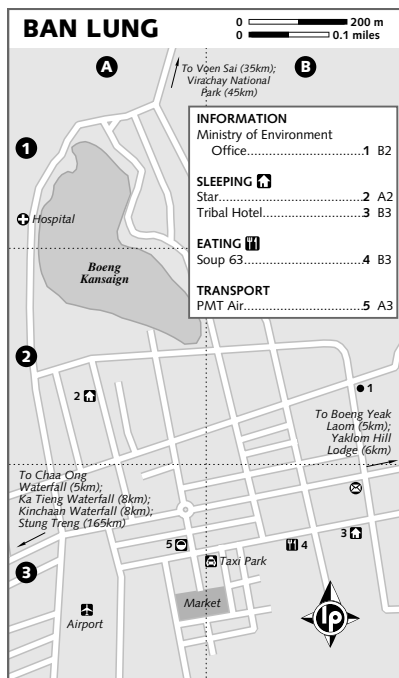 BAN LUNG
0 200 m
0 0.1 miles
A
B
To Voen Sai (35km);
Virachay National
Park (45km)
1
INFORMATION
Ministry of Environment
Office..................1 B2
SLEEPING
Star..................2 A2
Tribal Hotel..................3 B3
EATING
Soup 63..................4 B3
TRANSPORT
PMT Air..................5 A3
Hospital
Boeng
Kansaign
2
2
1
To Boeng Yeak
Laom (5km);
Yaklom Hill
Lodge (6km)
To Chaa Ong
Waterfall (5km);
Ka Tieng Waterfall (8km);
Kinchaan Waterfall (8km);
Stung Treng (165km)
3
5
4
3
Taxi Park
Market
Airport
lp